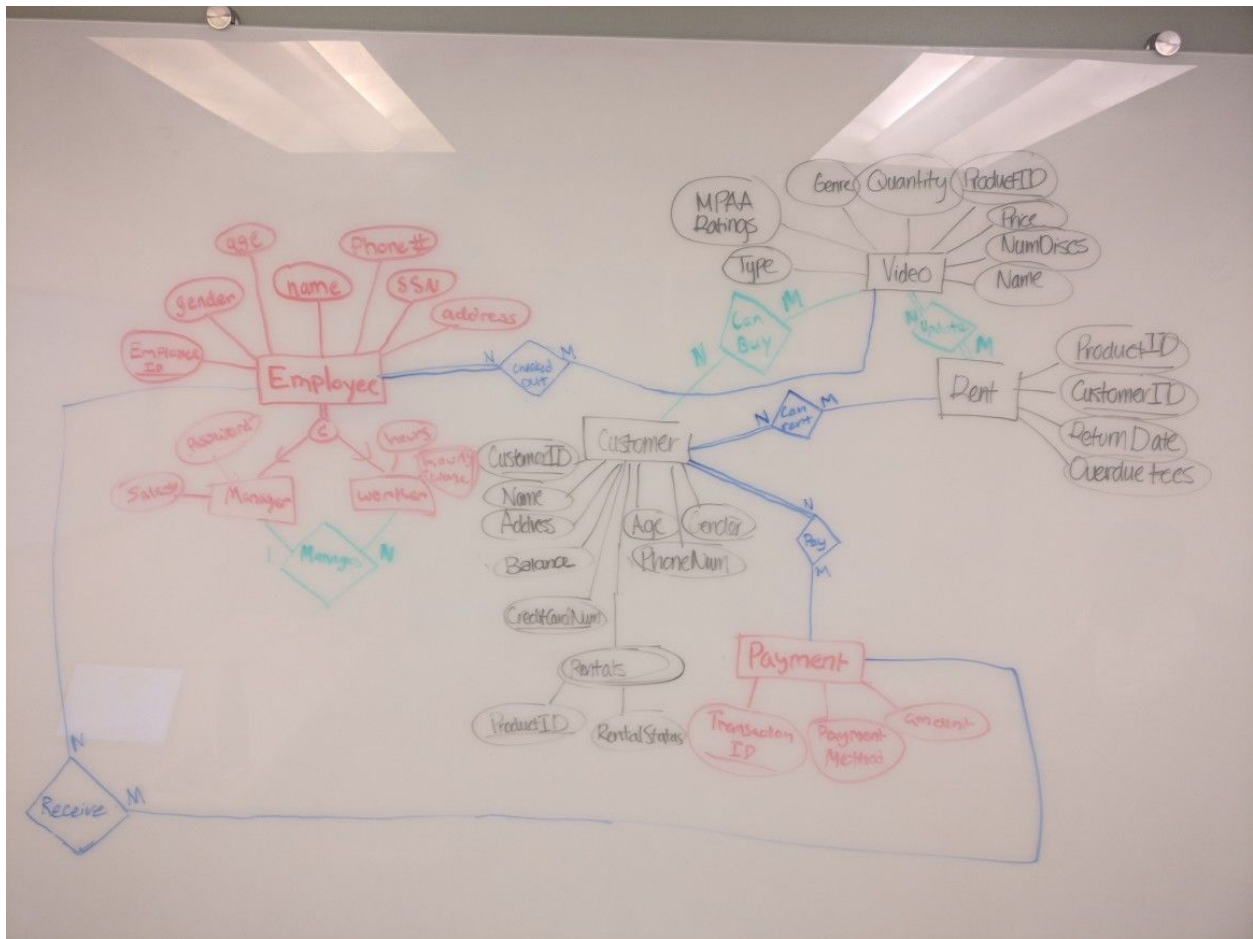 Genre
Quantity
ProductID
MPAA
Ratings
Price
NumDiscs
Name
Type
Video
age
Phone#
name
SSN
gender
address
Employee
ID
Employee
N
M
Checked
OUT
Can
Buy
M
N
N
Update
M
ProductID
CustomerID
Return Date
Overdue fees
Rent
N
Can
rent
M
Customer
CustomerID
Name
Address
Balance
CreditCardNum
Age
Gender
PhoneNum
Rentals
ProductID
RentalStatus
hours
Salary
Manager
worker
1
Manages
N
N
Pay
M
Payment
Transaction
ID
Payment
Method
amount
N
Receive
M